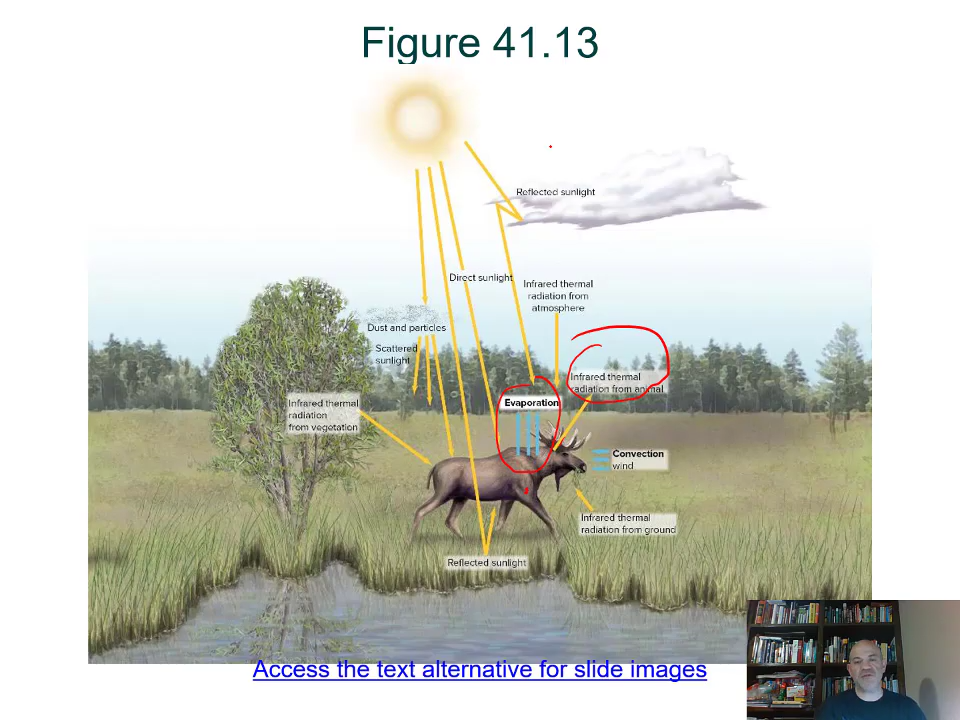 Figure 41.13
Reflected sunlight
Direct sunlight
Infrared thermal
radiation from
atmosphere
Dust and particles
Scattered
sunlight
Infrared thermal
radiation from animal
Infrared thermal
radiation
from vegetation
Evaporation
Convection
wind
Infrared thermal
radiation from ground
Reflected sunlight
Access the text alternative for slide images